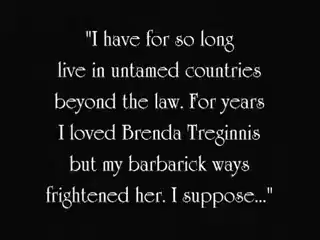 "I have for so long
live in untamed countries
beyond the law. For years
I loved Brenda Treginnis
but my barbarick ways
frightened her. I suppose..."